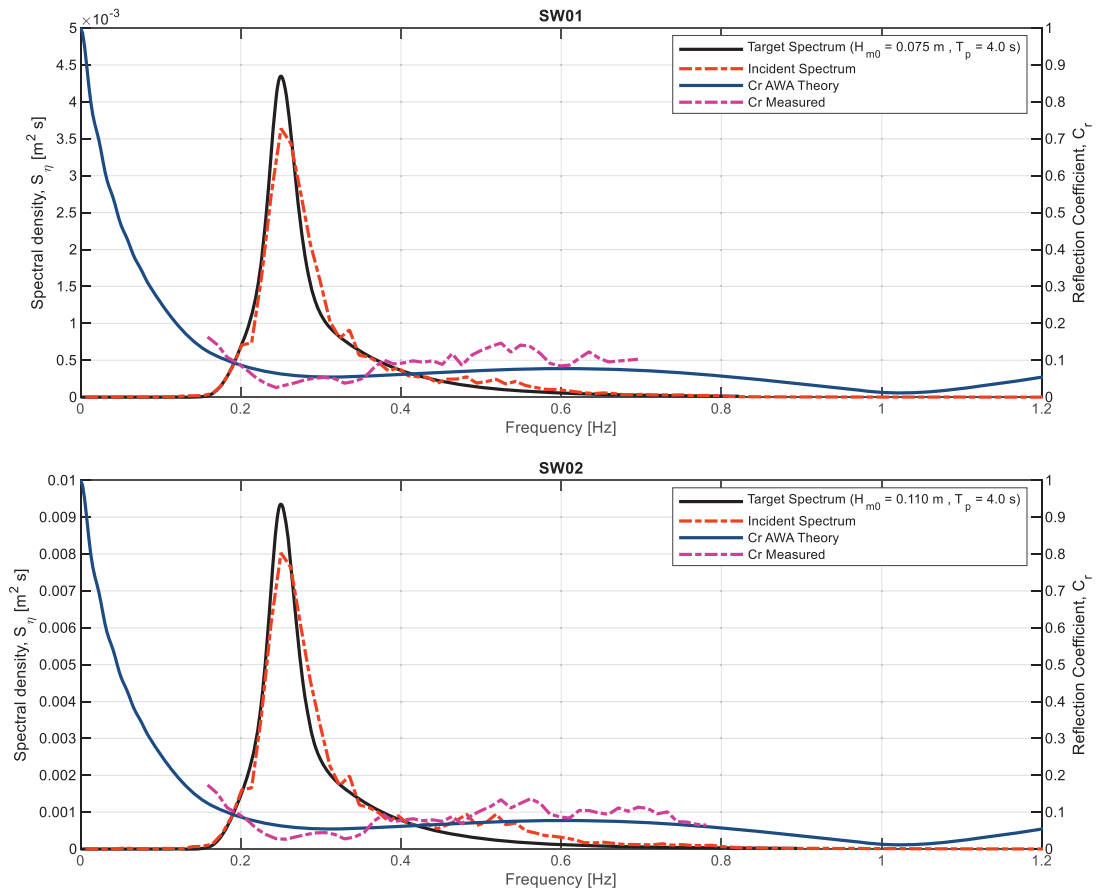 SW01
×10⁻³
5
4.5
4
3.5
3
2.5
2
1.5
1
0.5
0
Spectral density, S_η [m² s]
1
0.9
0.8
0.7
0.6
0.5
0.4
0.3
0.2
0.1
0
Reflection Coefficient, C_r
Target Spectrum (H_m0 = 0.075 m , T_p = 4.0 s)
Incident Spectrum
Cr AWA Theory
Cr Measured
0 0.2 0.4 0.6 0.8 1 1.2
Frequency [Hz]
SW02
0.01
0.009
0.008
0.007
0.006
0.005
0.004
0.003
0.002
0.001
0
Spectral density, S_η [m² s]
1
0.9
0.8
0.7
0.6
0.5
0.4
0.3
0.2
0.1
0
Reflection Coefficient, C_r
Target Spectrum (H_m0 = 0.110 m , T_p = 4.0 s)
Incident Spectrum
Cr AWA Theory
Cr Measured
0 0.2 0.4 0.6 0.8 1 1.2
Frequency [Hz]